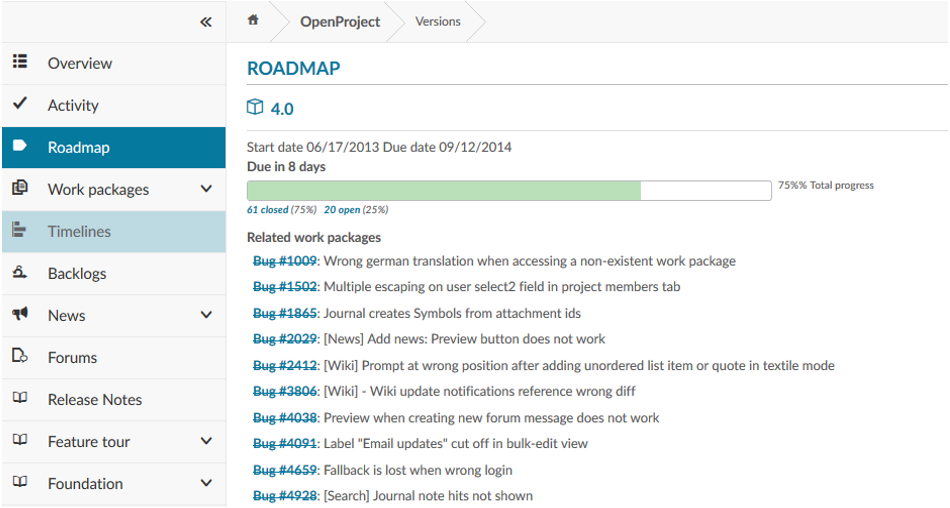 «
OpenProject
Versions
Overview
Activity
Roadmap
Work packages
Timelines
Backlogs
News
Forums
Release Notes
Feature tour
Foundation
ROADMAP
4.0
Start date 06/17/2013 Due date 09/12/2014
Due in 8 days
75%% Total progress
61 closed (75%) 20 open (25%)
Related work packages
Bug #1009: Wrong german translation when accessing a non-existent work package
Bug #1502: Multiple escaping on user select2 field in project members tab
Bug #1865: Journal creates Symbols from attachment ids
Bug #2029: [News] Add news: Preview button does not work
Bug #2412: [Wiki] Prompt at wrong position after adding unordered list item or quote in textile mode
Bug #3806: [Wiki] - Wiki update notifications reference wrong diff
Bug #4038: Preview when creating new forum message does not work
Bug #4091: Label "Email updates" cut off in bulk-edit view
Bug #4659: Fallback is lost when wrong login
Bug #4928: [Search] Journal note hits not shown